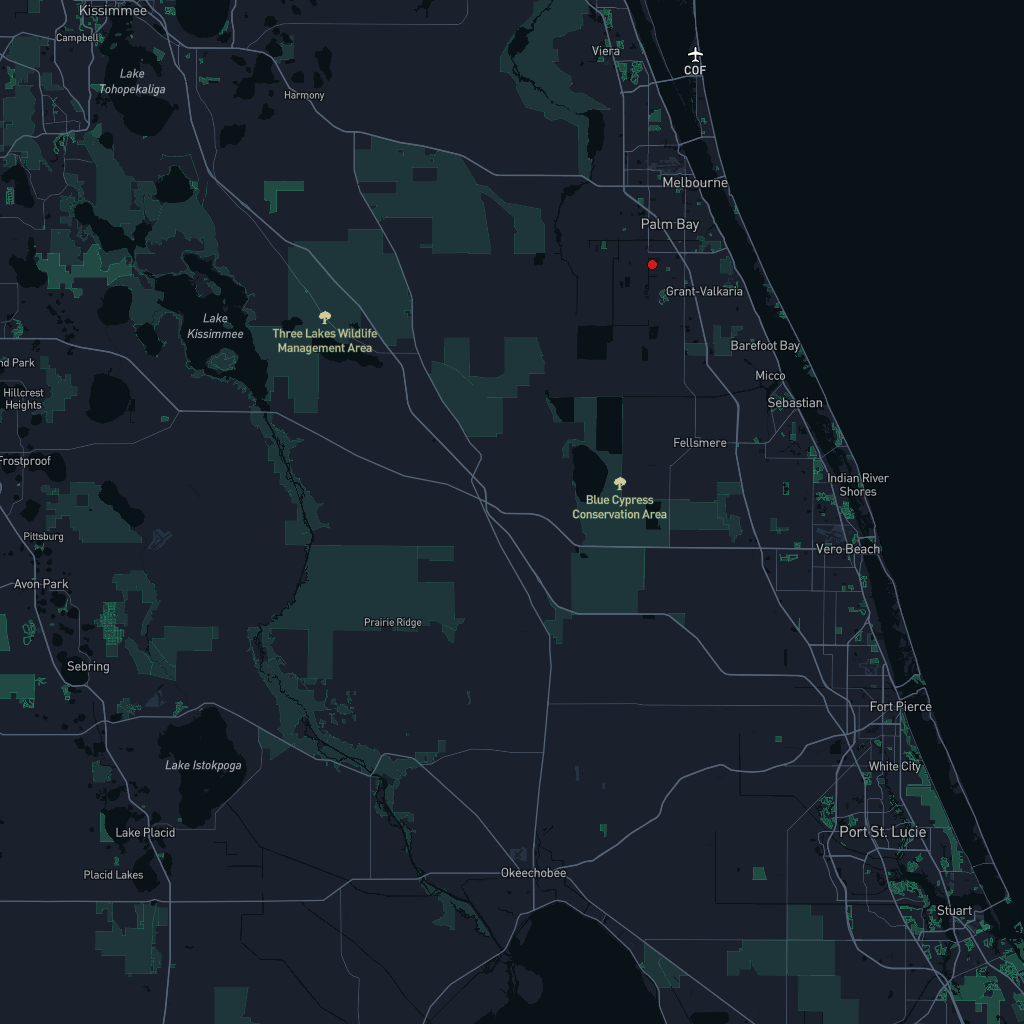 Kissimmee
Campbell
Viera
COF
Lake
Tohopekaliga
Harmony
Melbourne
Palm Bay
Grant-Valkaria
Lake
Kissimmee
Three Lakes Wildlife
Management Area
Barefoot Bay
nd Park
Micco
Hillcrest
Heights
Sebastian
Fellsmere
Frostproof
Indian River
Shores
Blue Cypress
Conservation Area
Pittsburg
Vero Beach
Avon Park
Prairie Ridge
Sebring
Fort Pierce
Lake Istokpoga
White City
Lake Placid
Port St. Lucie
Placid Lakes
Okeechobee
Stuart